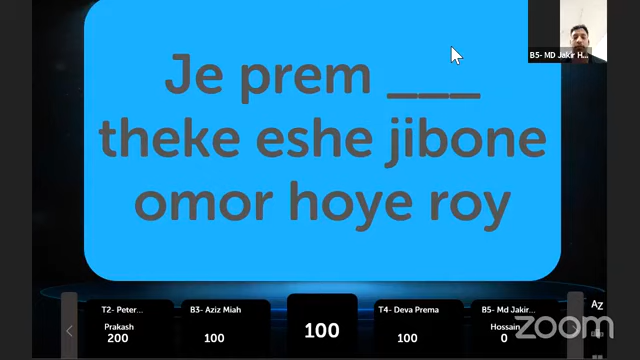 Je prem ___
theke eshe jibone
omor hoye roy
B5- MD Jakir H...
T2- Peter...
Prakash
200
B3- Aziz Miah
100
100
T4- Deva Prema
100
B5- Md Jakir...
Hossain
0
AZ
zoom